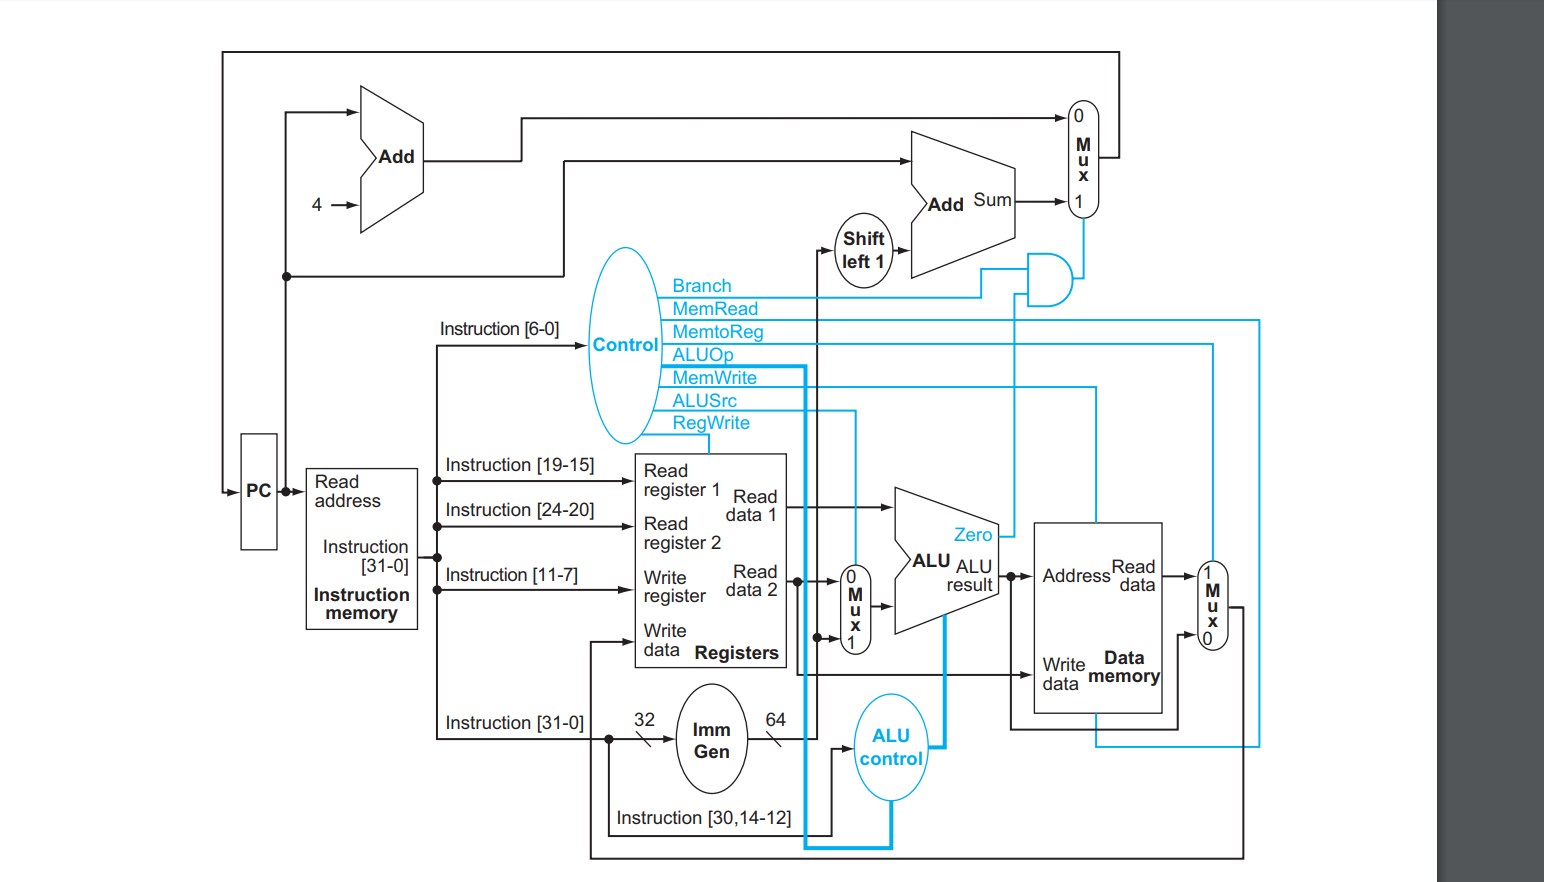 0
M
u
x
1
Add
4
Add Sum
Shift
left 1
Branch
MemRead
MemtoReg
ALUOp
MemWrite
ALUSrc
RegWrite
Control
Instruction [6-0]
PC
Read
address
Instruction
[31-0]
Instruction
memory
Instruction [19-15]
Instruction [24-20]
Instruction [11-7]
Instruction [31-0]
Read
register 1
Read
data 1
Read
register 2
Write
register
Read
data 2
Write
data
Registers
0
M
u
x
1
Zero
ALU
ALU
result
Address
Read
data
Write
data
Data
memory
1
M
u
x
0
32
Imm
Gen
64
ALU
control
Instruction [30,14-12]